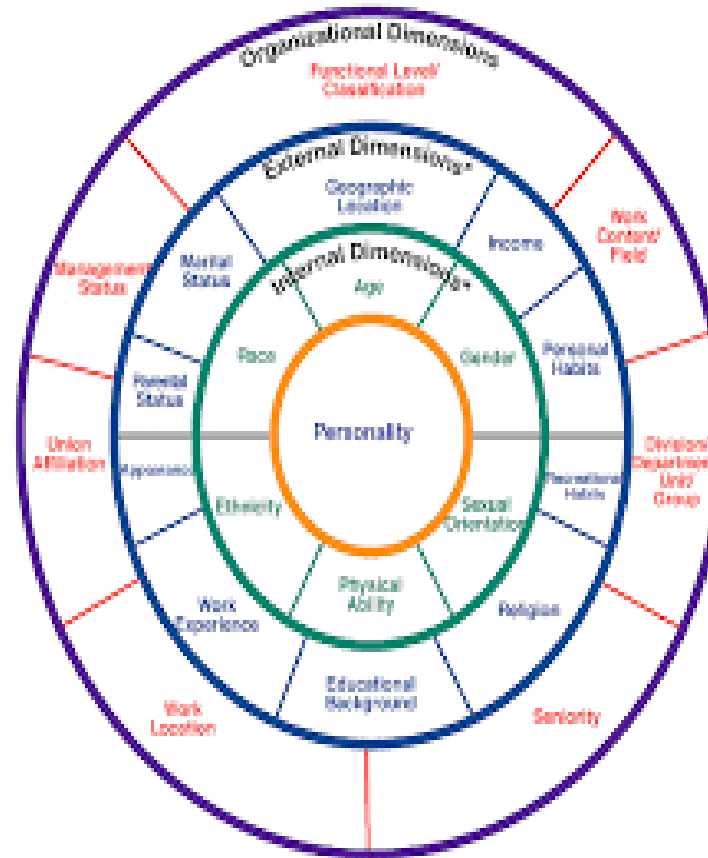 Organizational Dimensions
Functional Level/
Classification
External Dimensions*
Geographic
Location
Income
Work
Content/
Field
Marital
Status
Management
Status
Internal Dimensions*
Age
Race
Gender
Personal
Habits
Parental
Status
Personality
Union
Affiliation
Appearance
Recreational
Habits
Division/
Department
Unit/
Group
Ethnicity
Sexual
Orientation
Physical
Ability
Work
Experience
Religion
Educational
Background
Work
Location
Seniority